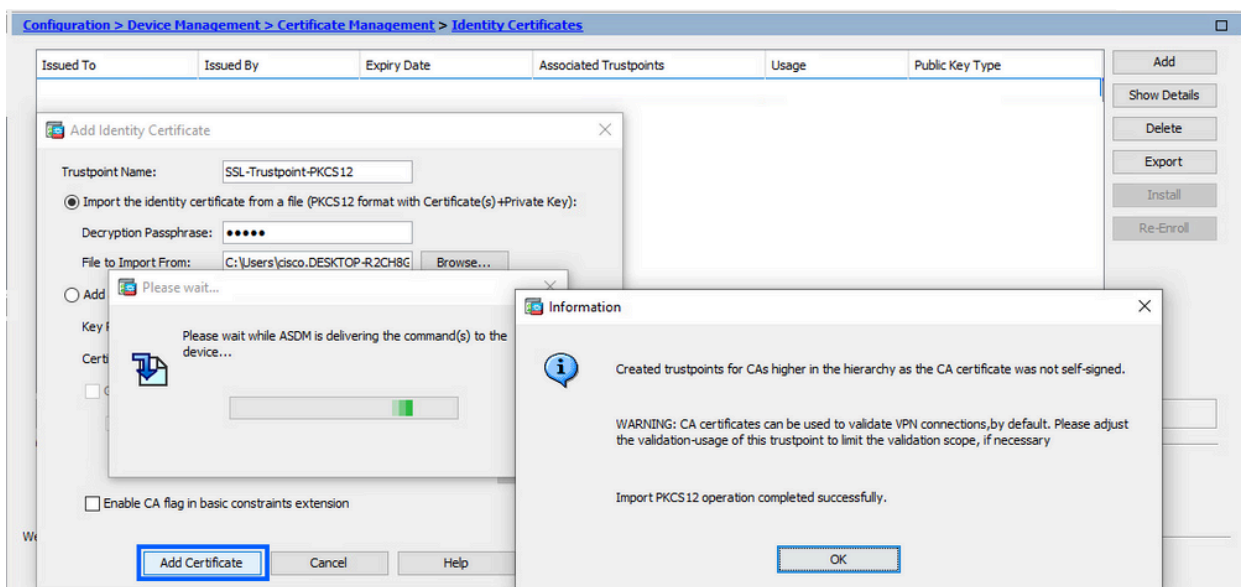 Configuration > Device Management > Certificate Management > Identity Certificates
Issued To Issued By Expiry Date Associated Trustpoints Usage Public Key Type
Add
Show Details
Delete
Export
Install
Re-Enroll
Add Identity Certificate
Trustpoint Name: SSL-Trustpoint-PKCS12
Import the identity certificate from a file (PKCS12 format with Certificate(s)+Private Key):
Decryption Passphrase: •••••
File to Import From: C:\Users\cisco.DESKTOP-R2CH8G Browse...
Add
Key
Certi
Please wait...
Please wait while ASDM is delivering the command(s) to the
device...
Enable CA flag in basic constraints extension
Add Certificate Cancel Help
Information
Created trustpoints for CAs higher in the hierarchy as the CA certificate was not self-signed.
WARNING: CA certificates can be used to validate VPN connections,by default. Please adjust
the validation-usage of this trustpoint to limit the validation scope, if necessary
Import PKCS12 operation completed successfully.
OK